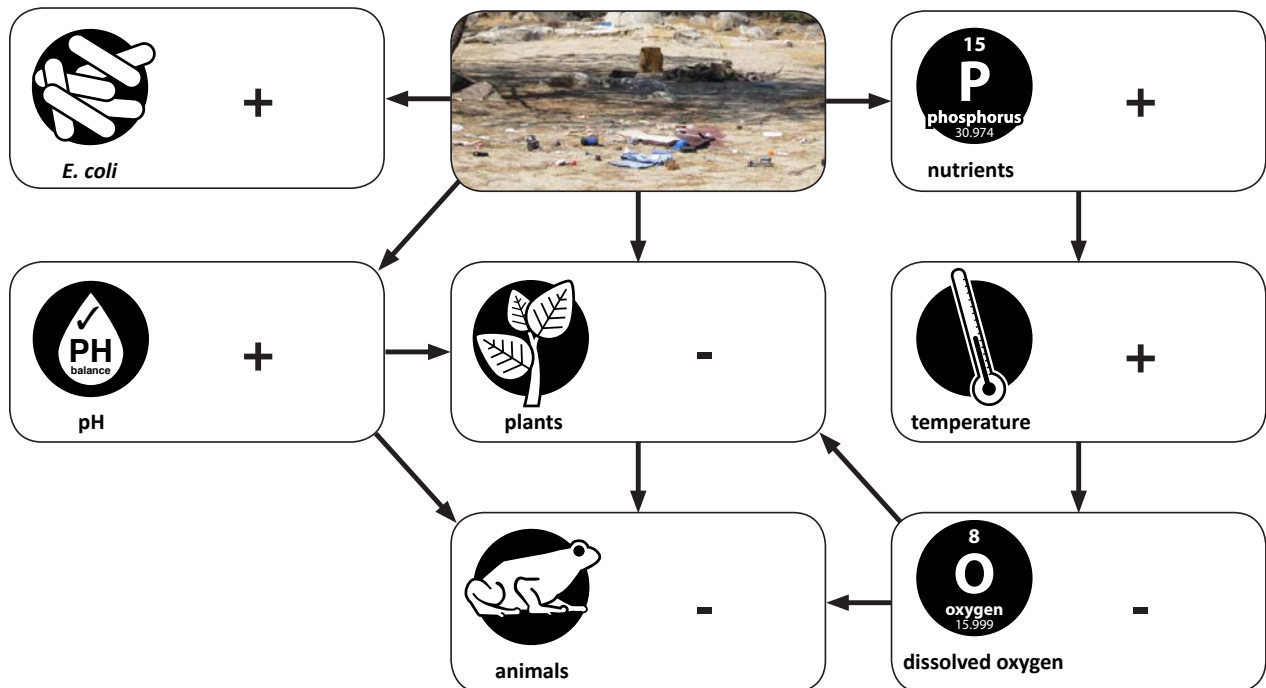 +
E. coli
15
P
phosphorus
30.974
+
nutrients
✓
PH
balance
+
pH
-
plants
+
temperature
-
animals
8
O
oxygen
15.999
-
dissolved oxygen